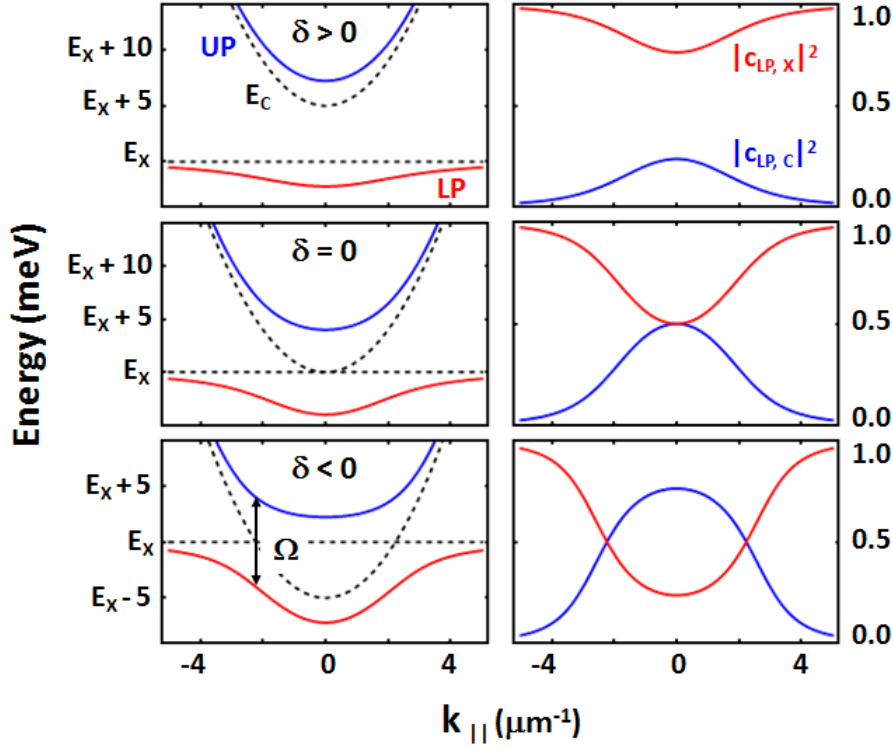 Energy (meV)
δ > 0
UP
E_C
LP
E_X + 10
E_X + 5
E_X
|c_LP, X|²
|c_LP, C|²
1.0
0.5
0.0
δ = 0
E_X + 10
E_X + 5
E_X
1.0
0.5
0.0
δ < 0
Ω
E_X + 5
E_X
E_X - 5
1.0
0.5
0.0
-4 0 4
-4 0 4
k_|| (μm⁻¹)